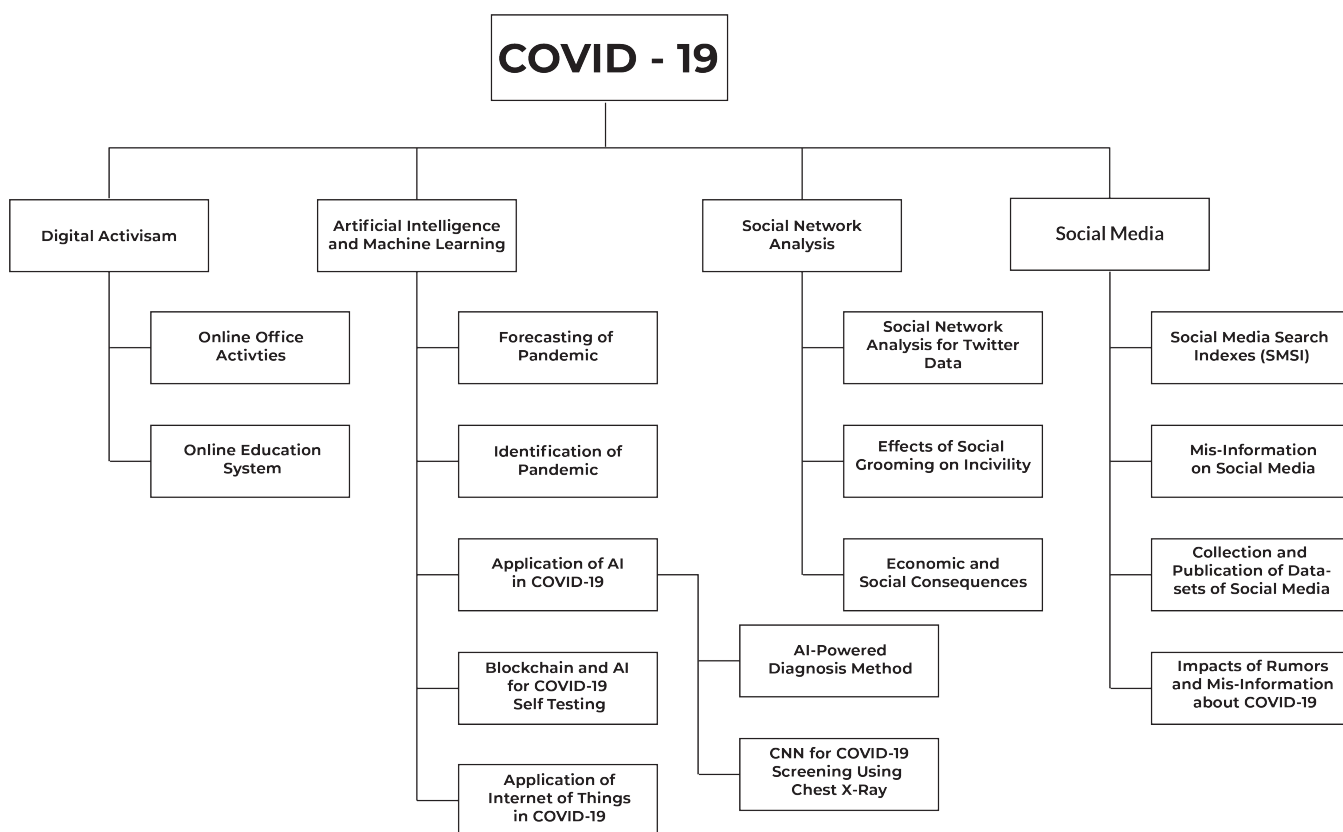 COVID - 19
Digital Activisam
Artificial Intelligence
and Machine Learning
Social Network
Analysis
Social Media
Online Office
Activties
Online Education
System
Forecasting of
Pandemic
Identification of
Pandemic
Application of AI
in COVID-19
Blockchain and AI
for COVID-19
Self Testing
Application of
Internet of Things
in COVID-19
AI-Powered
Diagnosis Method
CNN for COVID-19
Screening Using
Chest X-Ray
Social Network
Analysis for Twitter
Data
Effects of Social
Grooming on Incivility
Economic and
Social Consequences
Social Media Search
Indexes (SMSI)
Mis-Information
on Social Media
Collection and
Publication of Data-
sets of Social Media
Impacts of Rumors
and Mis-Information
about COVID-19